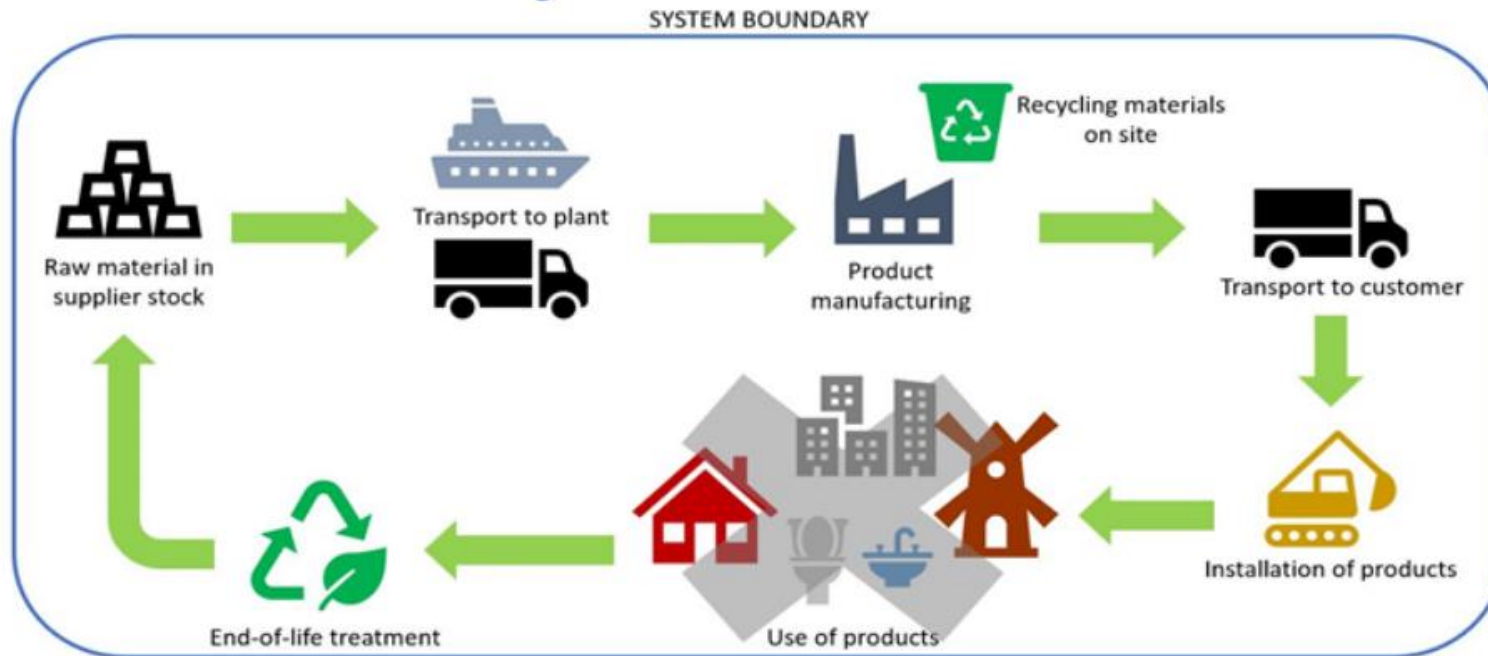 SYSTEM BOUNDARY
Recycling materials
on site
Transport to plant
Raw material in
supplier stock
Product
manufacturing
Transport to customer
Installation of products
End-of-life treatment
Use of products